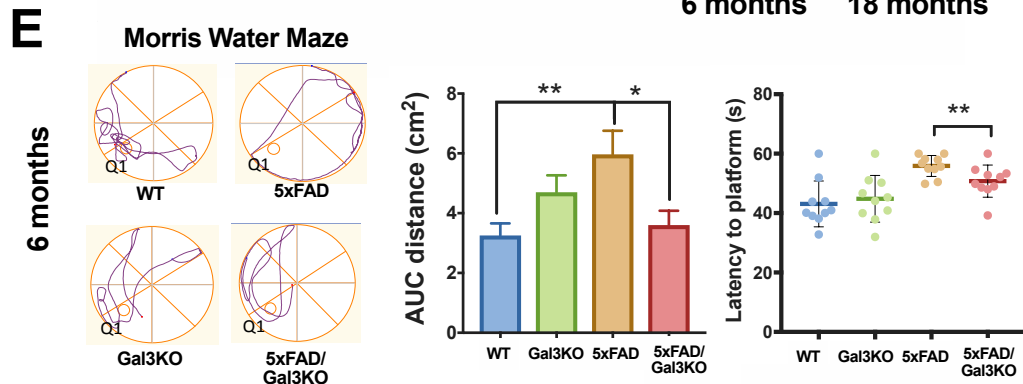 6 months 18 months
E
Morris Water Maze
6 months
Q1
WT
Q1
5xFAD
Q1
Gal3KO
Q1
5xFAD/
Gal3KO
AUC distance (cm²)
8
6
4
2
0
**
*
WT Gal3KO 5xFAD 5xFAD/
Gal3KO
Latency to platform (s)
80
60
40
20
0
**
WT Gal3KO 5xFAD 5xFAD/
Gal3KO